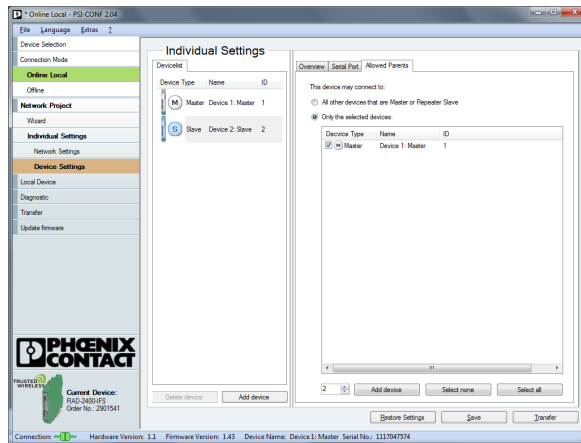 * Online Local - PSI-CONF 2.04
File Language Extras ?
Device Selection
Connection Mode
Online Local
Offline
Network Project
Wizard
Individual Settings
Network Settings
Device Settings
Local Device
Diagnostic
Transfer
Update firmware
PHŒNIX
CONTACT
TRUSTED
WIRELESS
Current Device:
RAD-2400-IFS
Order No.: 2901541
Individual Settings
Devicelist
Device Type Name ID
M Master Device 1: Master 1
S Slave Device 2: Slave 2
Delete device Add device
Overview Serial Port Allowed Parents
This device may connect to:
All other devices that are Master or Repeater Slave
Only the selected devices:
Decvice Type Name ID
M Master Device 1: Master 1
2 Add device Select none Select all
Restore Settings Save Transfer
Connection: Hardware Version: 1.1 Firmware Version: 1.43 Device Name: Device 1: Master Serial No.: 1117047574